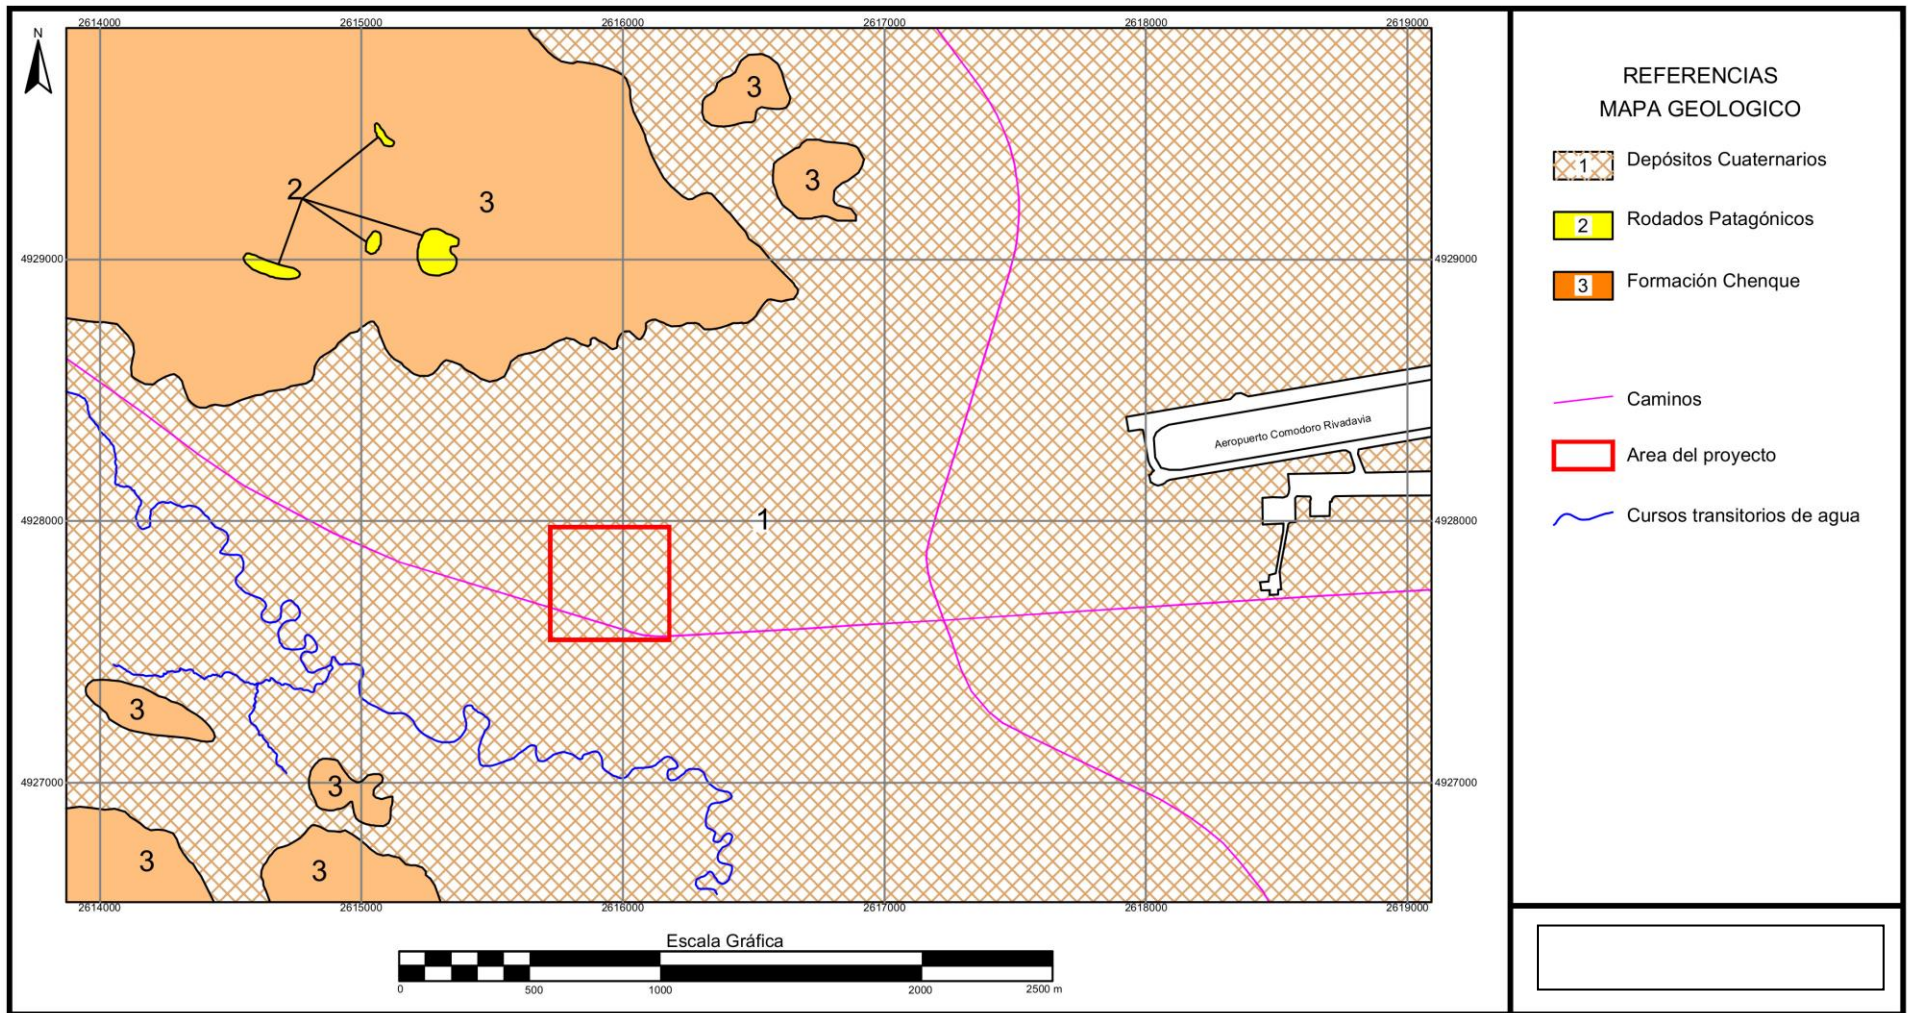 2614000 2615000 2616000 2617000 2618000 2619000
N
3
3
2
3
4929000 4929000
Aeropuerto Comodoro Rivadavia
4928000 4928000
1
3
4927000 4927000
3
3
3
2614000 2615000 2616000 2617000 2618000 2619000
Escala Gráfica
0 500 1000 2000 2500 m
REFERENCIAS
MAPA GEOLOGICO
1 Depósitos Cuaternarios
2 Rodados Patagónicos
3 Formación Chenque
Caminos
Area del proyecto
Cursos transitorios de agua